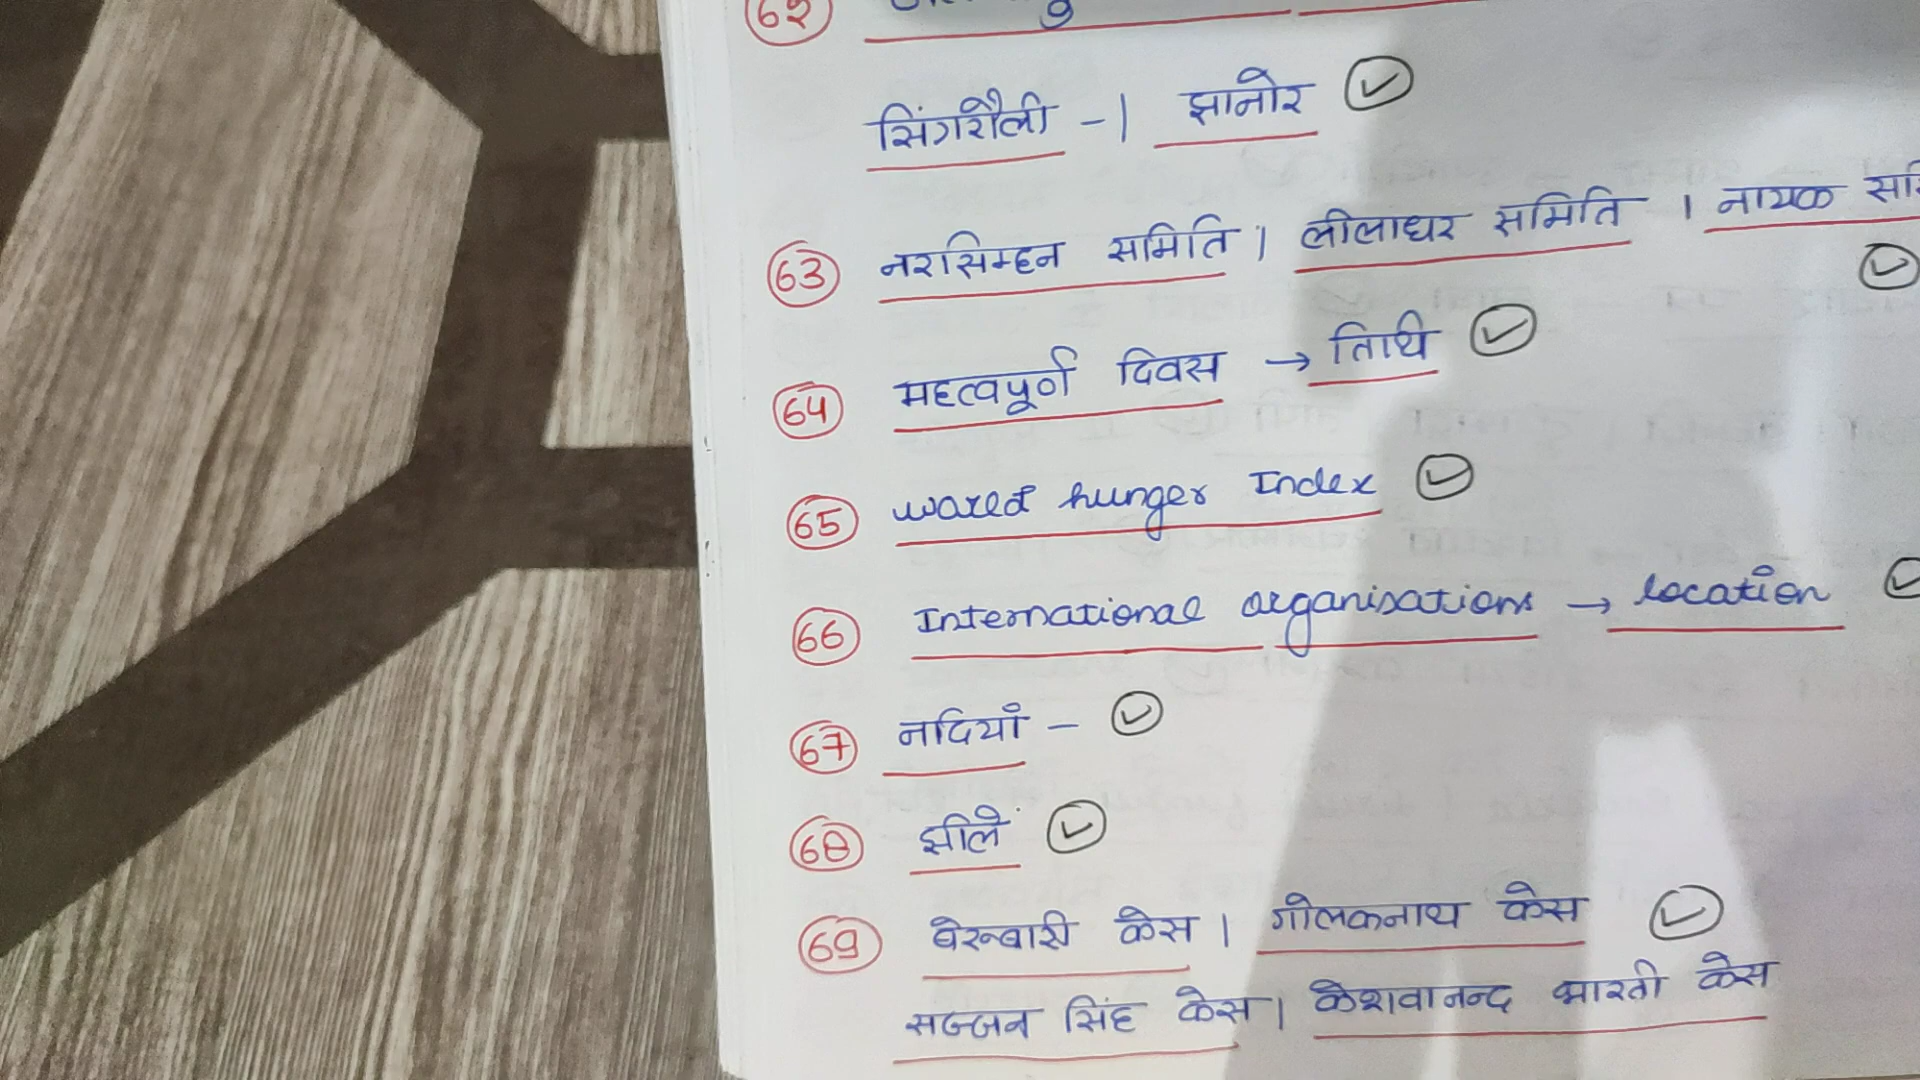 62
सिंगरौली - | झानोर
63 नरसिम्हन समिति | लीलाधर समिति | नायक
64 महत्वपूर्ण दिवस → तिथि
65 world hunger Index
66 International organisations → location
67 नदियाँ -
68 झीलें
69 बेरूबारी केस | गोलकनाथ केस
सज्जन सिंह केस | केशवानन्द भारती केस